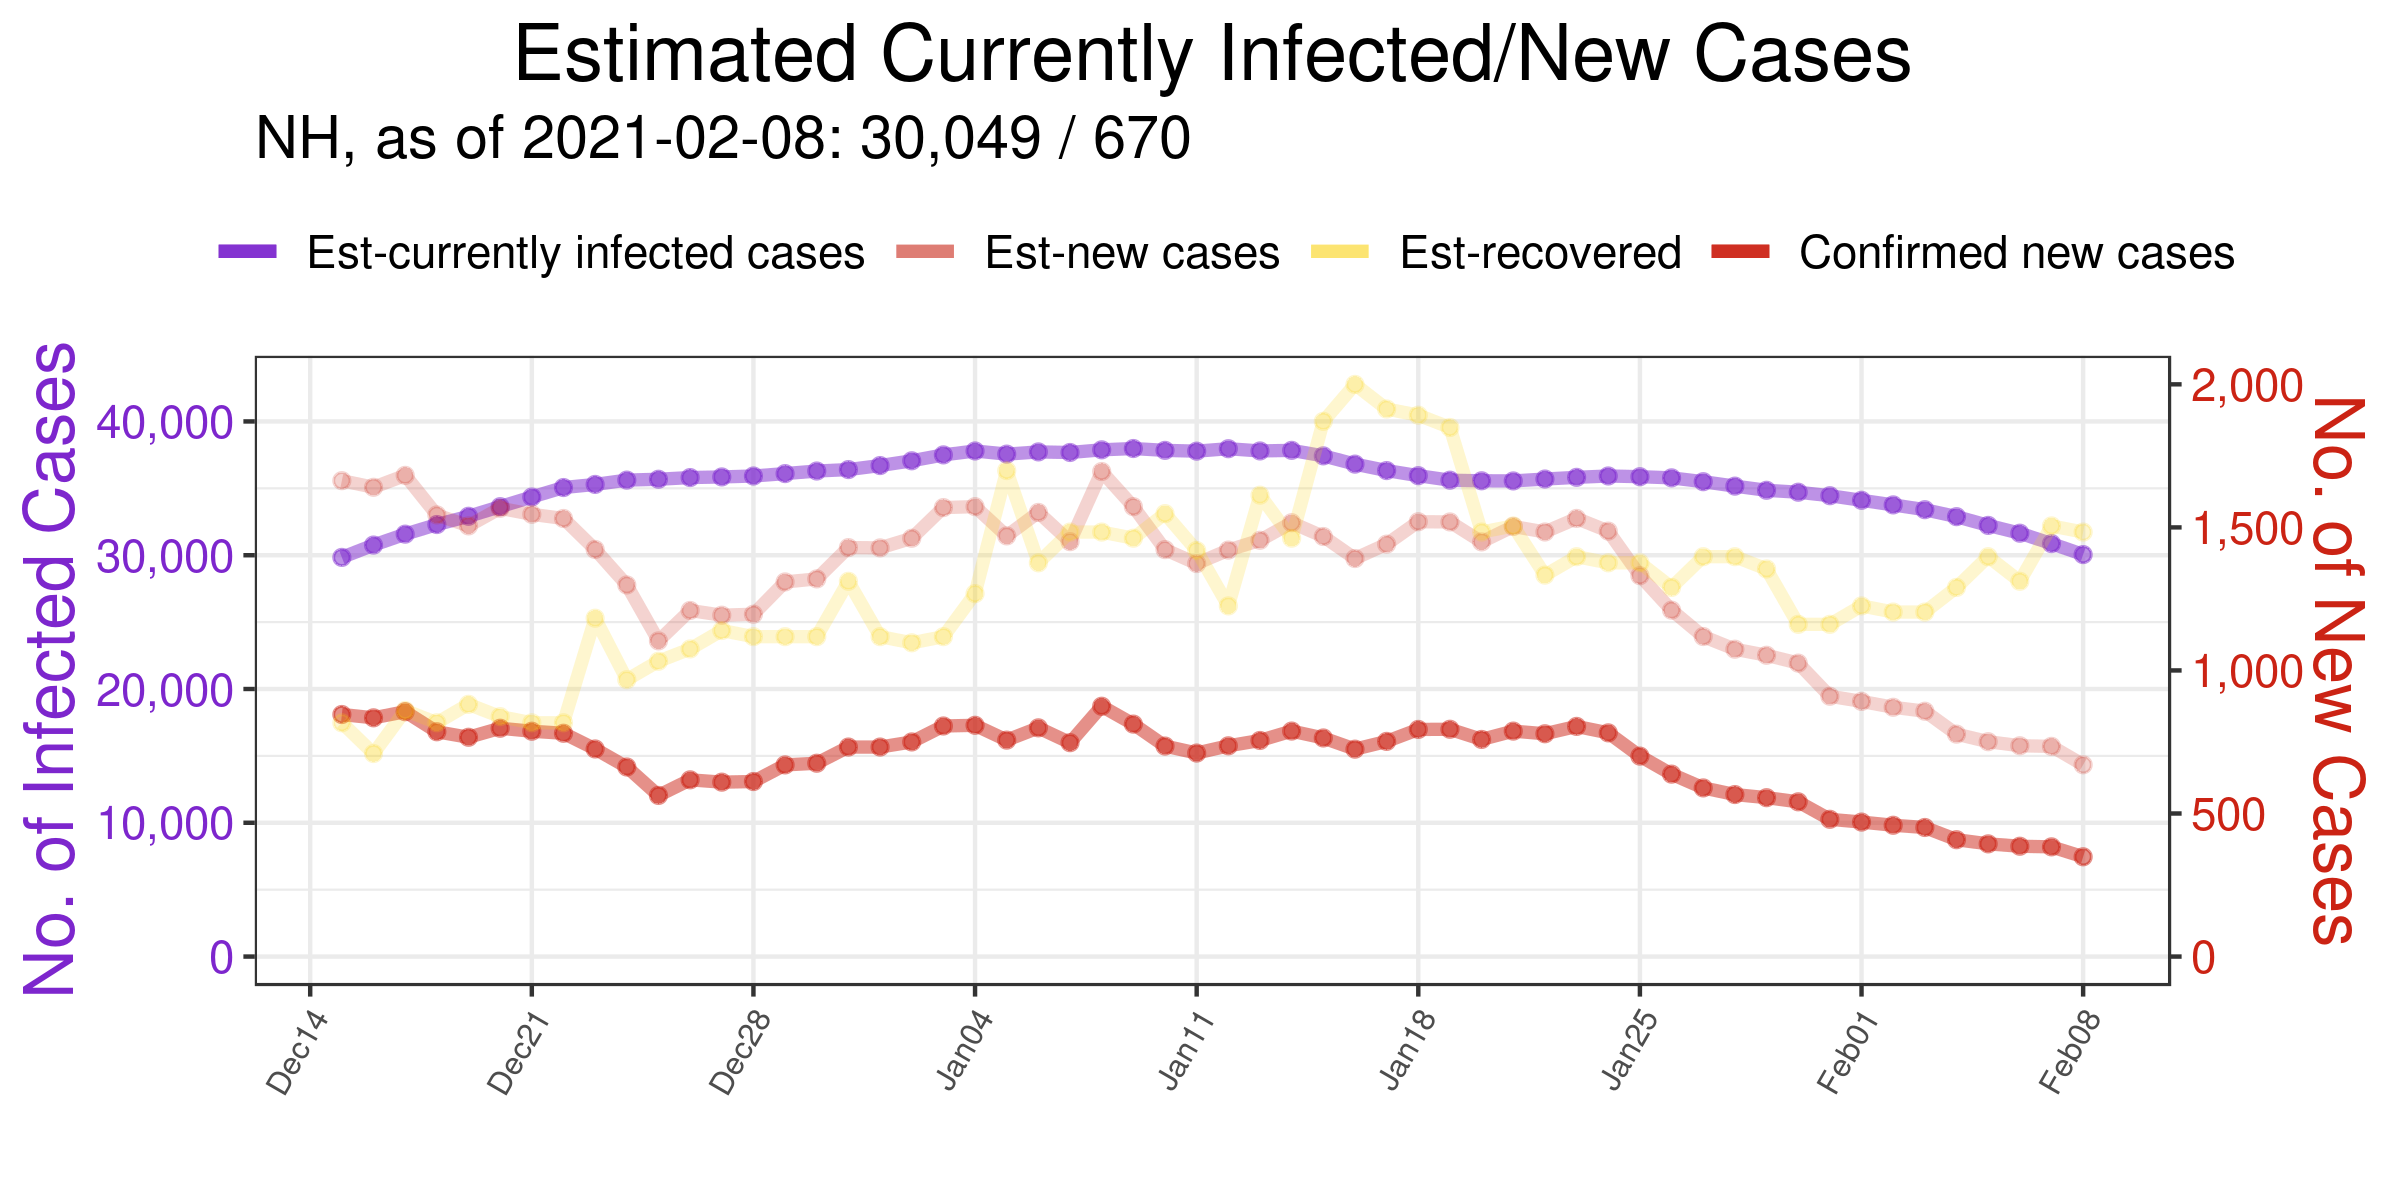 Estimated Currently Infected/New Cases
NH, as of 2021-02-08: 30,049 / 670
Est-currently infected cases Est-new cases Est-recovered Confirmed new cases
No. of Infected Cases
40,000
30,000
20,000
10,000
0
2,000
1,500
1,000
500
0
No. of New Cases
Dec14 Dec21 Dec28 Jan04 Jan11 Jan18 Jan25 Feb01 Feb08